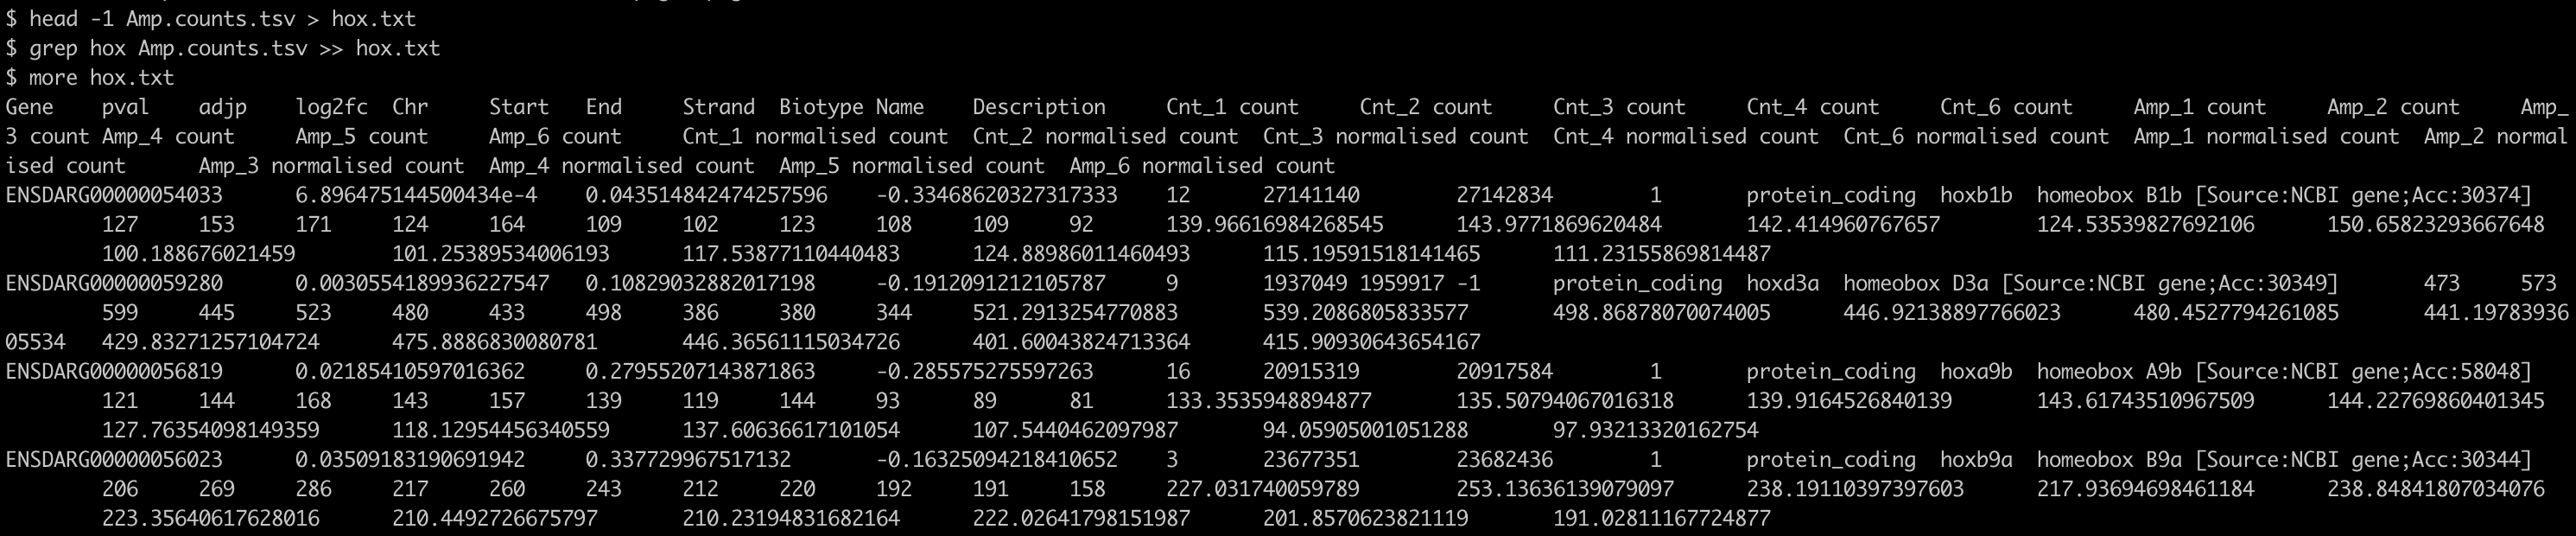 $ head -1 Amp.counts.tsv > hox.txt
$ grep hox Amp.counts.tsv >> hox.txt
$ more hox.txt
Gene pval adjp log2fc Chr Start End Strand Biotype Name Description Cnt_1 count Cnt_2 count Cnt_3 count Cnt_4 count Cnt_6 count Amp_1 count Amp_2 count Amp_
3 count Amp_4 count Amp_5 count Amp_6 count Cnt_1 normalised count Cnt_2 normalised count Cnt_3 normalised count Cnt_4 normalised count Cnt_6 normalised count Amp_1 normalised count Amp_2 normal
ised count Amp_3 normalised count Amp_4 normalised count Amp_5 normalised count Amp_6 normalised count
ENSDARG00000054033 6.896475144500434e-4 0.043514842474257596 -0.33468620327317333 12 27141140 27142834 1 protein_coding hoxb1b homeobox B1b [Source:NCBI gene;Acc:30374]
127 153 171 124 164 109 102 123 108 109 92 139.96616984268545 143.9771869620484 142.414960767657 124.53539827692106 150.65823293667648
100.188676021459 101.25389534006193 117.53877110440483 124.88986011460493 115.19591518141465 111.23155869814487
ENSDARG00000059280 0.0030554189936227547 0.10829032882017198 -0.1912091212105787 9 1937049 1959917 -1 protein_coding hoxd3a homeobox D3a [Source:NCBI gene;Acc:30349] 473 573
599 445 523 480 433 498 386 380 344 521.2913254770883 539.2086805833577 498.86878070074005 446.92138897766023 480.4527794261085 441.19783936
05534 429.83271257104724 475.8886830080781 446.36561115034726 401.60043824713364 415.90930643654167
ENSDARG00000056819 0.02185410597016362 0.27955207143871863 -0.285575275597263 16 20915319 20917584 1 protein_coding hoxa9b homeobox A9b [Source:NCBI gene;Acc:58048]
121 144 168 143 157 139 119 144 93 89 81 133.3535948894877 135.50794067016318 139.9164526840139 143.61743510967509 144.22769860401345
127.76354098149359 118.12954456340559 137.60636617101054 107.5440462097987 94.05905001051288 97.93213320162754
ENSDARG00000056023 0.03509183190691942 0.337729967517132 -0.16325094218410652 3 23677351 23682436 1 protein_coding hoxb9a homeobox B9a [Source:NCBI gene;Acc:30344]
206 269 286 217 260 243 212 220 192 191 158 227.031740059789 253.13636139079097 238.19110397397603 217.93694698461184 238.84841807034076
223.35640617628016 210.4492726675797 210.23194831682164 222.02641798151987 201.8570623821119 191.02811167724877